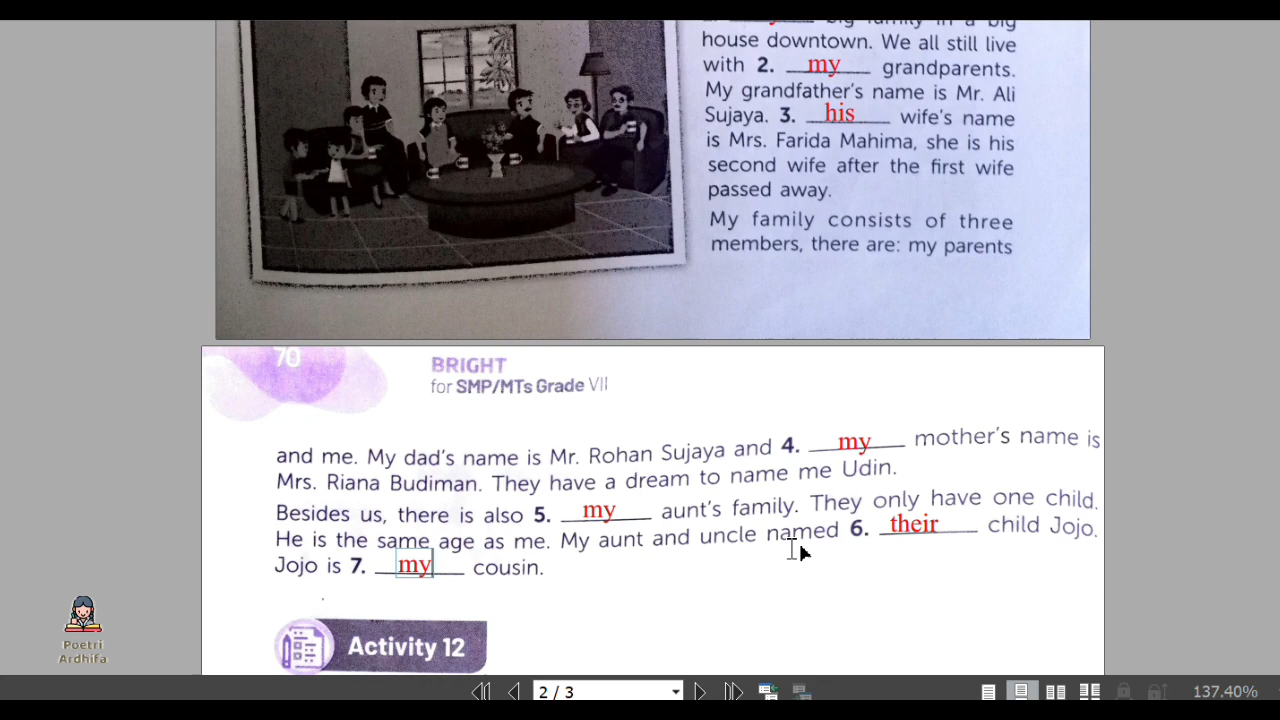 big family in a big
house downtown. We all still live
with 2. my grandparents.
My grandfather's name is Mr. Ali
Sujaya. 3. his wife's name
is Mrs. Farida Mahima, she is his
second wife after the first wife
passed away.
My family consists of three
members, there are: my parents
70
BRIGHT
for SMP/MTs Grade VII
and me. My dad's name is Mr. Rohan Sujaya and 4. my mother's name is
Mrs. Riana Budiman. They have a dream to name me Udin.
Besides us, there is also 5. my aunt's family. They only have one child.
He is the same age as me. My aunt and uncle named 6. their child Jojo.
Jojo is 7. my cousin.
Activity 12
Poetri
Ardhifa
2 / 3
137.40%